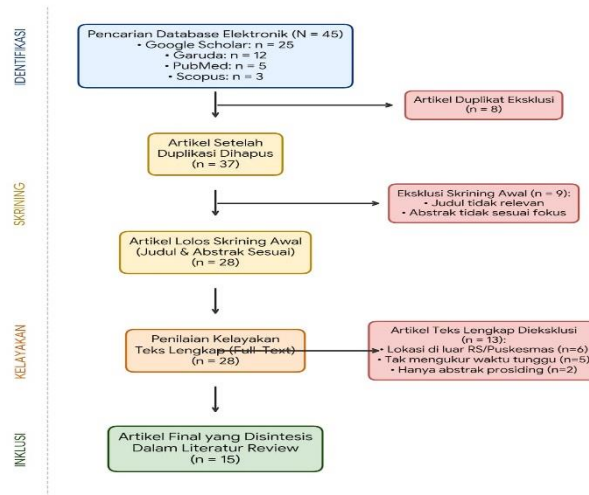 IDENTIFIKASI
Pencarian Database Elektronik (N = 45)
• Google Scholar: n = 25
• Garuda: n = 12
• PubMed: n = 5
• Scopus: n = 3
Artikel Duplikat Eksklusi
(n = 8)
Artikel Setelah
Duplikasi Dihapus
(n = 37)
SKRINING
Eksklusi Skrining Awal (n = 9):
• Judul tidak relevan
• Abstrak tidak sesuai fokus
Artikel Lolos Skrining Awal
(Judul & Abstrak Sesuai)
(n = 28)
KELAYAKAN
Penilaian Kelayakan
Teks Lengkap (Full-Text)
(n = 28)
Artikel Teks Lengkap Dieksklusi
(n = 13):
• Lokasi di luar RS/Puskesmas (n=6)
• Tak mengukur waktu tunggu (n=5)
• Hanya abstrak prosiding (n=2)
INKLUSI
Artikel Final yang Disintesis
Dalam Literatur Review
(n = 15)